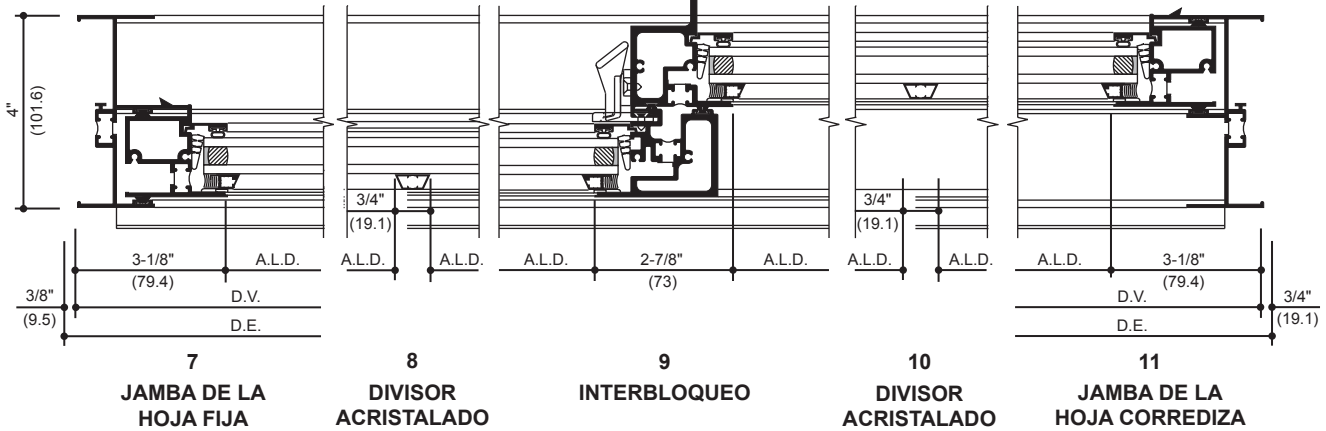 4"
(101.6)
3/4"
(19.1)
3/4"
(19.1)
3-1/8"
(79.4)
A.L.D.
A.L.D.
A.L.D.
A.L.D.
2-7/8"
(73)
A.L.D.
A.L.D.
A.L.D.
A.L.D.
3-1/8"
(79.4)
3/8"
(9.5)
D.V.
D.V.
3/4"
(19.1)
D.E.
D.E.
7
JAMBA DE LA
HOJA FIJA
8
DIVISOR
ACRISTALADO
9
INTERBLOQUEO
10
DIVISOR
ACRISTALADO
11
JAMBA DE LA
HOJA CORREDIZA